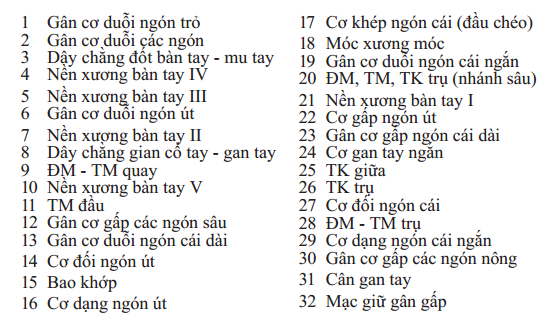 1 Gân cơ duỗi ngón trỏ
2 Gân cơ duỗi các ngón
3 Dây chằng đốt bàn tay - mu tay
4 Nền xương bàn tay IV
5 Nền xương bàn tay III
6 Gân cơ duỗi ngón út
7 Nền xương bàn tay II
8 Dây chằng gian cổ tay - gan tay
9 ĐM - TM quay
10 Nền xương bàn tay V
11 TM đầu
12 Gân cơ gấp các ngón sâu
13 Gân cơ duỗi ngón cái dài
14 Cơ đối ngón út
15 Bao khớp
16 Cơ dạng ngón út
17 Cơ khép ngón cái (đầu chéo)
18 Móc xương móc
19 Gân cơ duỗi ngón cái ngắn
20 ĐM, TM, TK trụ (nhánh sâu)
21 Nền xương bàn tay I
22 Cơ gấp ngón út
23 Gân cơ gấp ngón cái dài
24 Cơ gan tay ngắn
25 TK giữa
26 TK trụ
27 Cơ đối ngón cái
28 ĐM - TM trụ
29 Cơ dạng ngón cái ngắn
30 Gân cơ gấp các ngón nông
31 Cân gan tay
32 Mạc giữ gân gấp